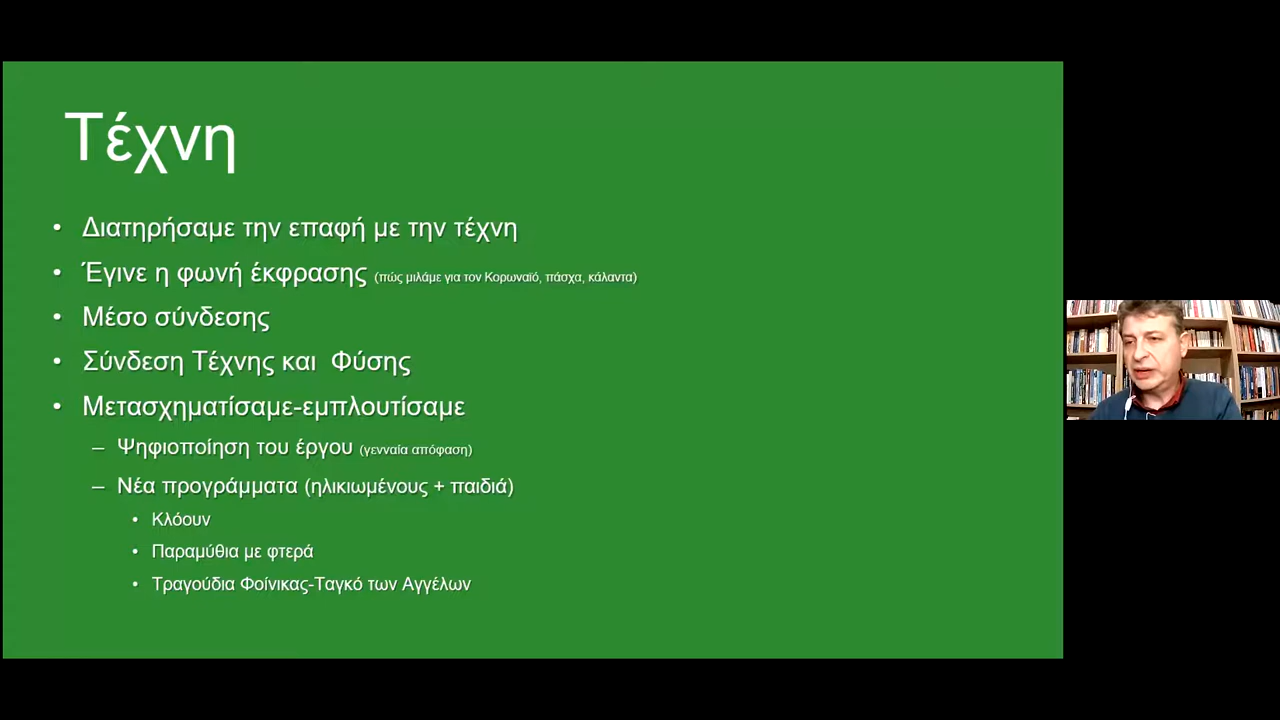 Τέχνη
• Διατηρήσαμε την επαφή με την τέχνη
• Έγινε η φωνή έκφρασης (πώς μιλάμε για τον Κορωναϊό, πάσχα, κάλαντα)
• Μέσο σύνδεσης
• Σύνδεση Τέχνης και Φύσης
• Μετασχηματίσαμε-εμπλουτίσαμε
– Ψηφιοποίηση του έργου (γενναία απόφαση)
– Νέα προγράμματα (ηλικιωμένους + παιδιά)
• Κλόουν
• Παραμύθια με φτερά
• Τραγούδια Φοίνικας-Ταγκό των Αγγέλων